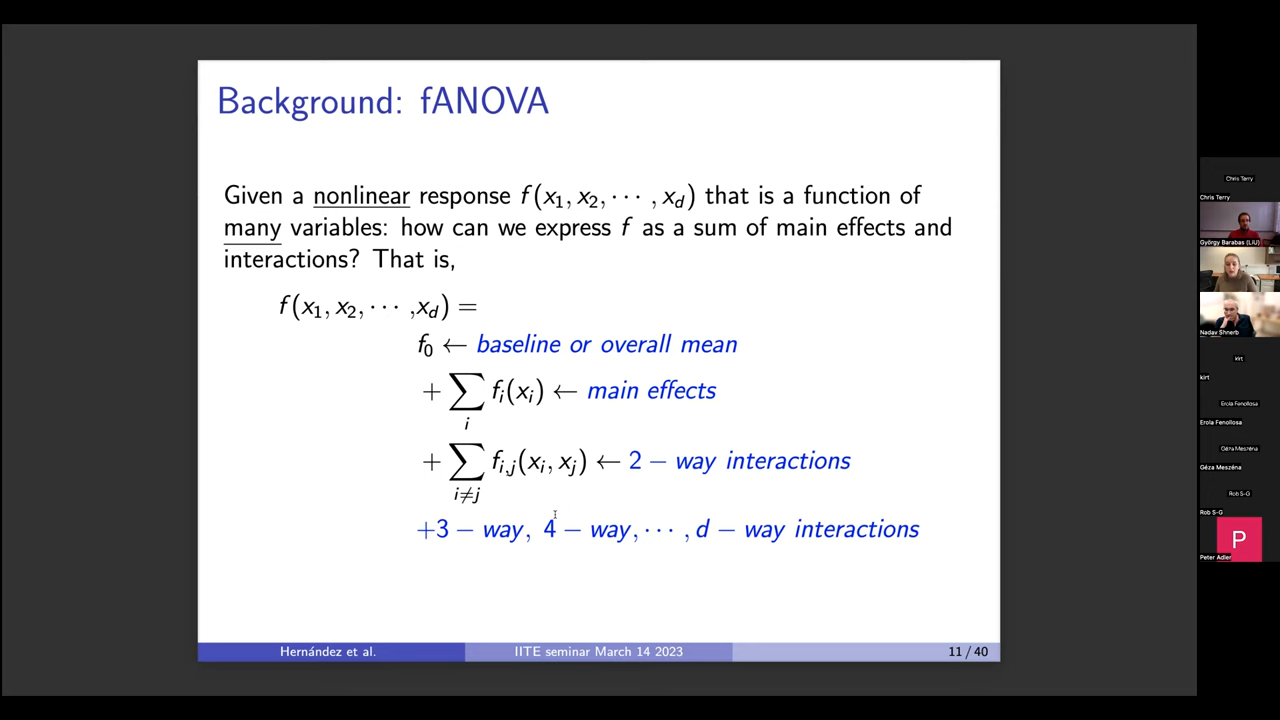 Background: fANOVA
Given a nonlinear response f(x₁, x₂, ⋯ , x_d) that is a function of
many variables: how can we express f as a sum of main effects and
interactions? That is,
f(x₁, x₂, ⋯ ,x_d) =
f₀ ← baseline or overall mean
+ ∑_i f_i(x_i) ← main effects
+ ∑_{i≠j} f_{i,j}(x_i, x_j) ← 2 − way interactions
+3 − way, 4 − way, ⋯ , d − way interactions
Hernández et al.
IITE seminar March 14 2023
11 / 40
Chris Terry
Chris Terry
György Barabas (LiU)
Nadav Shnerb
kirt
kirt
Erola Fenollosa
Erola Fenollosa
Géza Meszéna
Géza Meszéna
Rob S-G
Rob S-G
P
Peter Adler